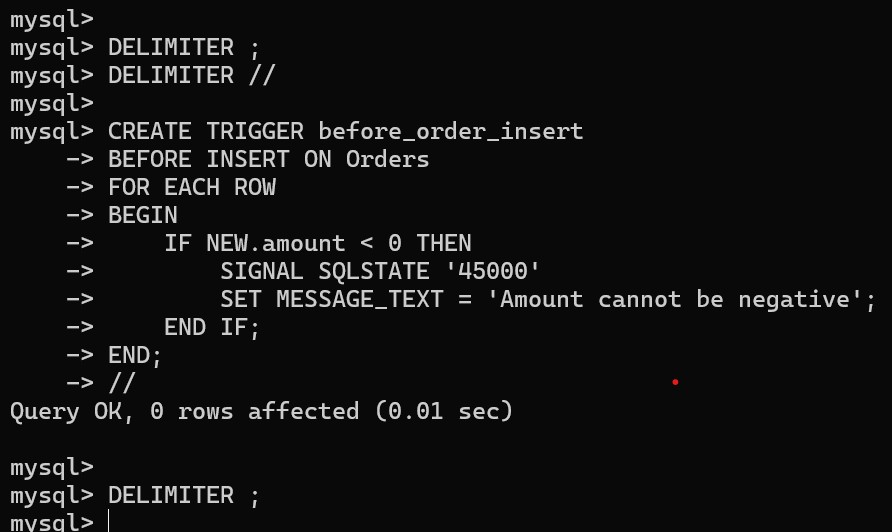 mysql>
mysql> DELIMITER ;
mysql> DELIMITER //
mysql>
mysql> CREATE TRIGGER before_order_insert
    -> BEFORE INSERT ON Orders
    -> FOR EACH ROW
    -> BEGIN
    ->     IF NEW.amount < 0 THEN
    ->         SIGNAL SQLSTATE '45000'
    ->         SET MESSAGE_TEXT = 'Amount cannot be negative';
    ->     END IF;
    -> END;
    -> //
Query OK, 0 rows affected (0.01 sec)

mysql>
mysql> DELIMITER ;
mysql>